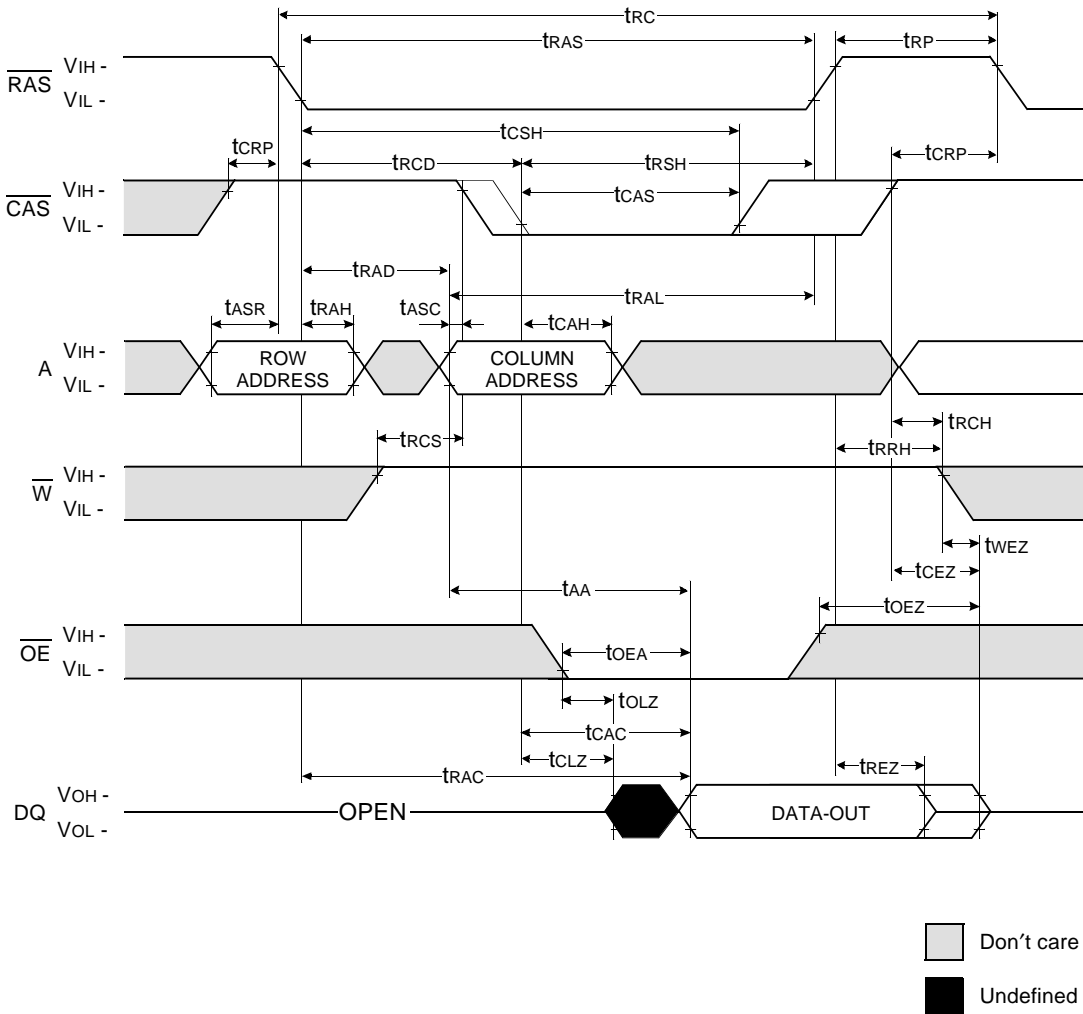 tRC
tRAS
tRP
RAS
VIH -
VIL -
tCSH
tCRP
tRCD
tRSH
tCRP
CAS
VIH -
VIL -
tCAS
tRAD
tRAL
tASR
tRAH
tASC
tCAH
A
VIH -
VIL -
ROW
ADDRESS
COLUMN
ADDRESS
tRCH
tRCS
tRRH
W
VIH -
VIL -
tWEZ
tCEZ
tAA
tOEZ
OE
VIH -
VIL -
tOEA
tOLZ
tCAC
tCLZ
tRAC
tREZ
DQ
VOH -
VOL -
OPEN
DATA-OUT
Don′t care
Undefined